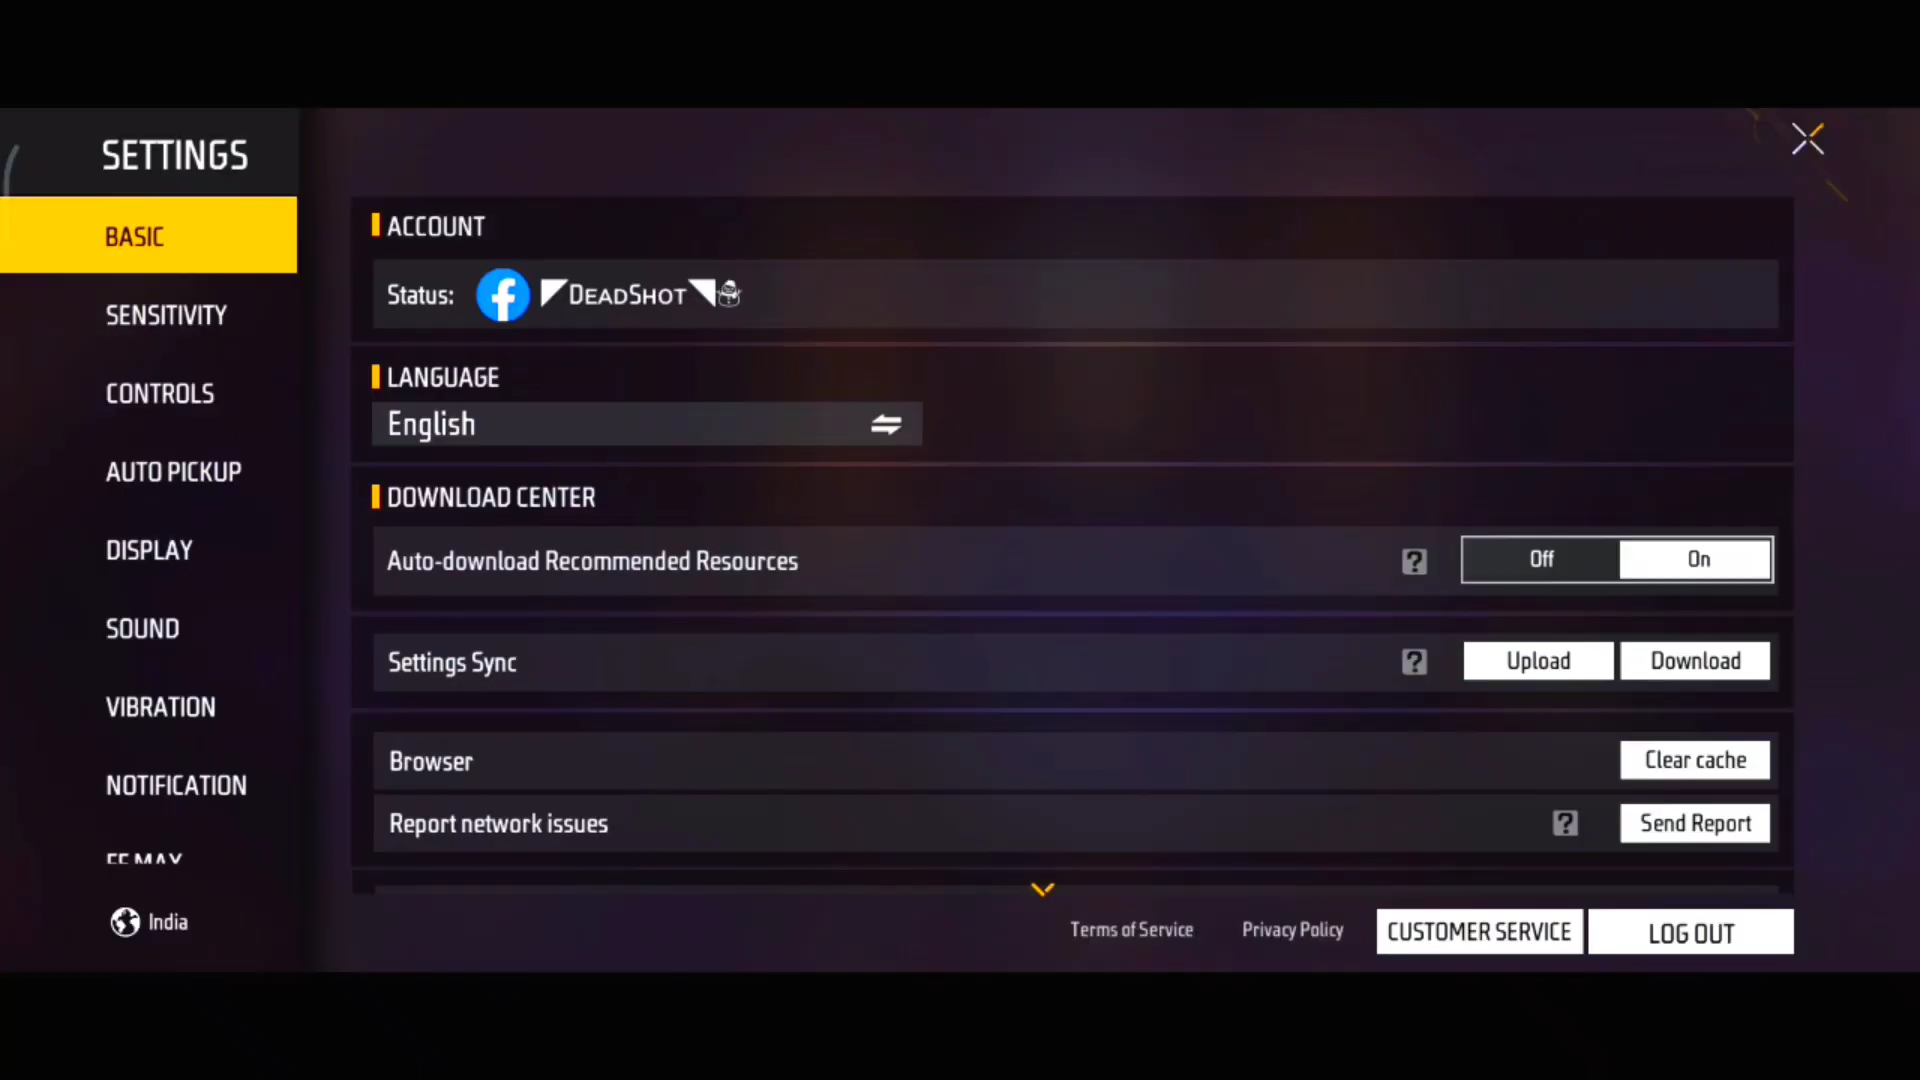 SETTINGS
BASIC
SENSITIVITY
CONTROLS
AUTO PICKUP
DISPLAY
SOUND
VIBRATION
NOTIFICATION
FF MAX
India
ACCOUNT
Status: ◤DEADSHOT◥☃
LANGUAGE
English
DOWNLOAD CENTER
Auto-download Recommended Resources ? Off On
Settings Sync ? Upload Download
Browser Clear cache
Report network issues ? Send Report
Terms of Service Privacy Policy CUSTOMER SERVICE LOG OUT